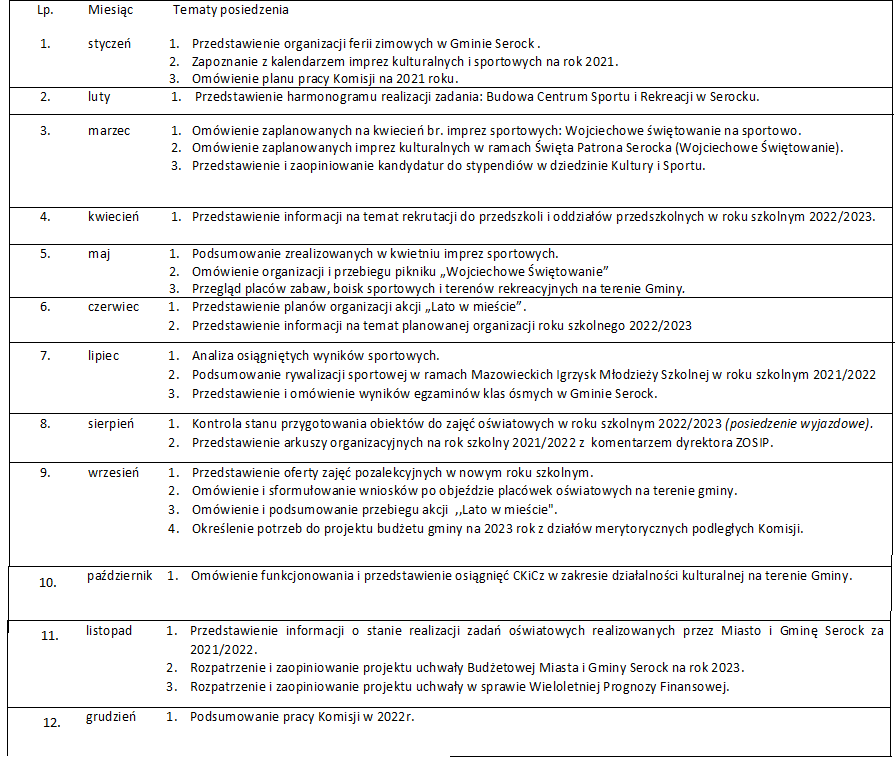 Lp. Miesiąc Tematy posiedzenia
1. styczeń 1. Przedstawienie organizacji ferii zimowych w Gminie Serock .
2. Zapoznanie z kalendarzem imprez kulturalnych i sportowych na rok 2021.
3. Omówienie planu pracy Komisji na 2021 roku.
2. luty 1. Przedstawienie harmonogramu realizacji zadania: Budowa Centrum Sportu i Rekreacji w Serocku.
3. marzec 1. Omówienie zaplanowanych na kwiecień br. imprez sportowych: Wojciechowe świętowanie na sportowo.
2. Omówienie zaplanowanych imprez kulturalnych w ramach Święta Patrona Serocka (Wojciechowe Świętowanie).
3. Przedstawienie i zaopiniowanie kandydatur do stypendiów w dziedzinie Kultury i Sportu.
4. kwiecień 1. Przedstawienie informacji na temat rekrutacji do przedszkoli i oddziałów przedszkolnych w roku szkolnym 2022/2023.
5. maj 1. Podsumowanie zrealizowanych w kwietniu imprez sportowych.
2. Omówienie organizacji i przebiegu pikniku „Wojciechowe Świętowanie”
3. Przegląd placów zabaw, boisk sportowych i terenów rekreacyjnych na terenie Gminy.
6. czerwiec 1. Przedstawienie planów organizacji akcji „Lato w mieście”.
2. Przedstawienie informacji na temat planowanej organizacji roku szkolnego 2022/2023
7. lipiec 1. Analiza osiągniętych wyników sportowych.
2. Podsumowanie rywalizacji sportowej w ramach Mazowieckich Igrzysk Młodzieży Szkolnej w roku szkolnym 2021/2022
3. Przedstawienie i omówienie wyników egzaminów klas ósmych w Gminie Serock.
8. sierpień 1. Kontrola stanu przygotowania obiektów do zajęć oświatowych w roku szkolnym 2022/2023 (posiedzenie wyjazdowe).
2. Przedstawienie arkuszy organizacyjnych na rok szkolny 2021/2022 z komentarzem dyrektora ZOSIP.
9. wrzesień 1. Przedstawienie oferty zajęć pozalekcyjnych w nowym roku szkolnym.
2. Omówienie i sformułowanie wniosków po objeździe placówek oświatowych na terenie gminy.
3. Omówienie i podsumowanie przebiegu akcji ,,Lato w mieście".
4. Określenie potrzeb do projektu budżetu gminy na 2023 rok z działów merytorycznych podległych Komisji.
10. październik 1. Omówienie funkcjonowania i przedstawienie osiągnięć CKiCz w zakresie działalności kulturalnej na terenie Gminy.
11. listopad 1. Przedstawienie informacji o stanie realizacji zadań oświatowych realizowanych przez Miasto i Gminę Serock za
2021/2022.
2. Rozpatrzenie i zaopiniowanie projektu uchwały Budżetowej Miasta i Gminy Serock na rok 2023.
3. Rozpatrzenie i zaopiniowanie projektu uchwały w sprawie Wieloletniej Prognozy Finansowej.
12. grudzień 1. Podsumowanie pracy Komisji w 2022r.